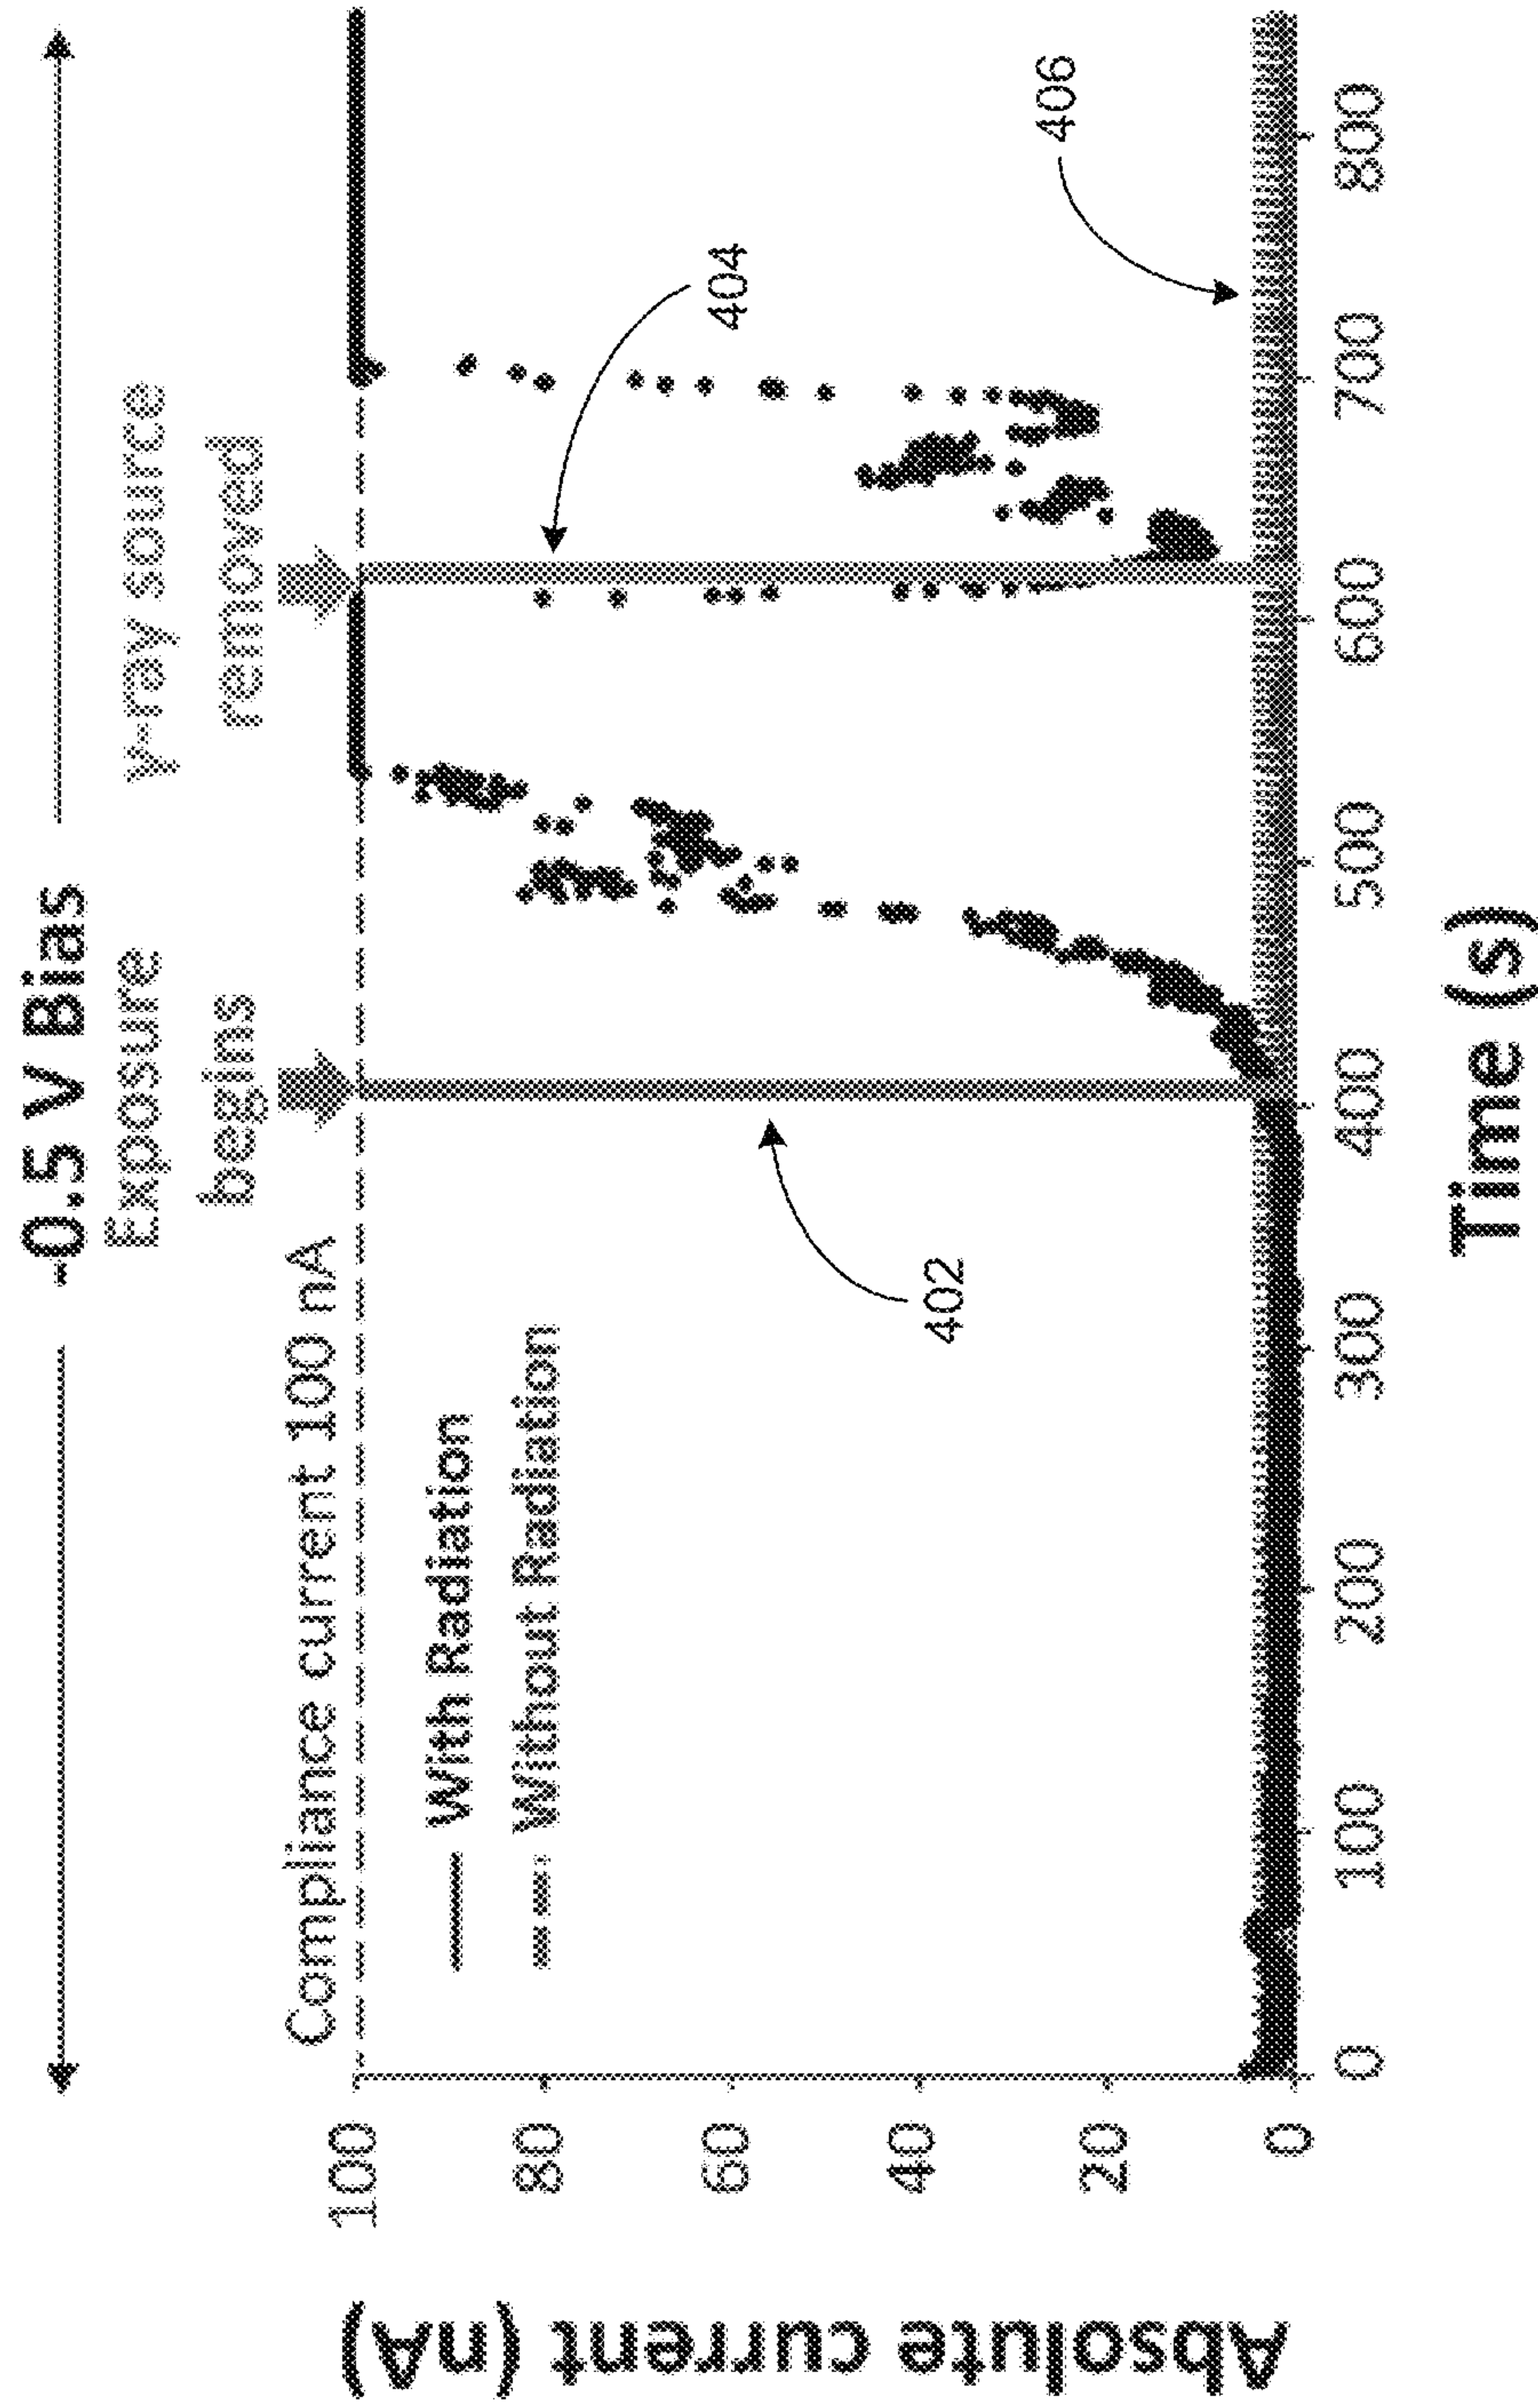 -0.5 V Bias
Exposure
begins
γ-ray source
removed
Compliance current 100 nA
With Radiation
Without Radiation
402
404
406
100
80
60
40
20
0
Absolute current (nA)
0 100 200 300 400 500 600 700 800
Time (s)